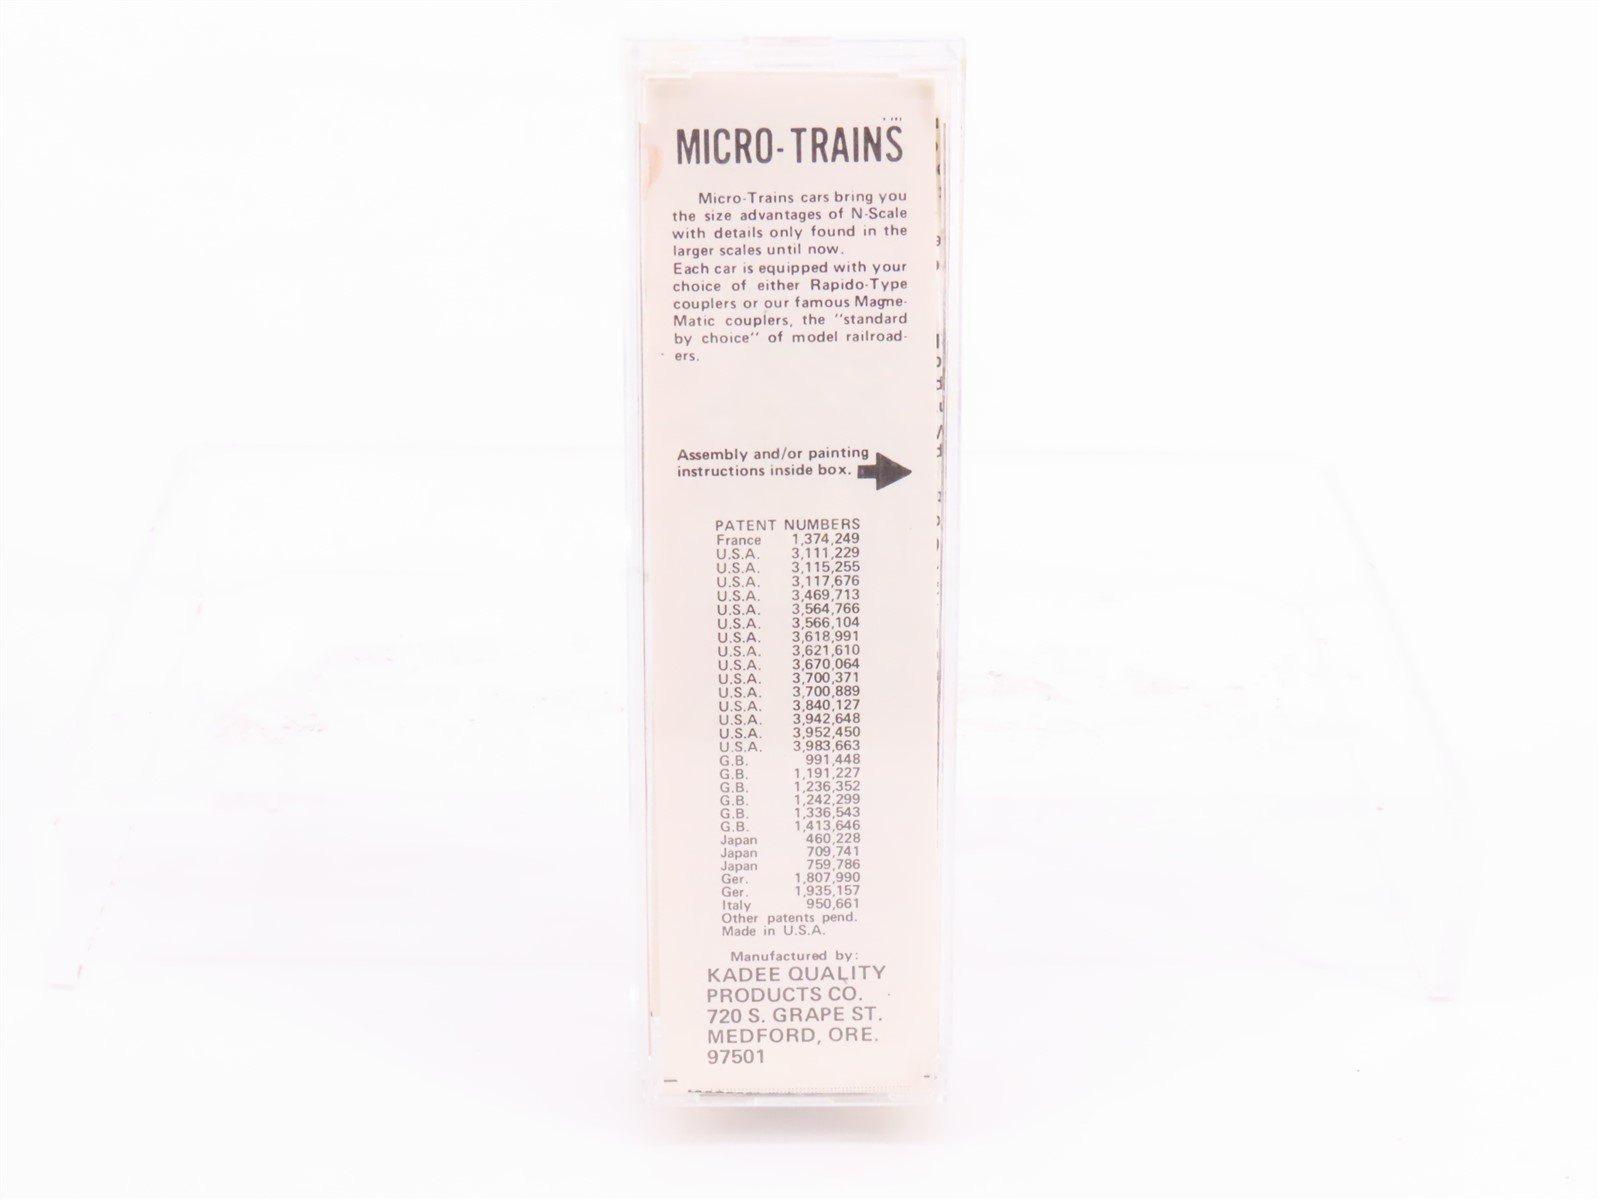 MICRO-TRAINS
Micro-Trains cars bring you
the size advantages of N-Scale
with details only found in the
larger scales until now.
Each car is equipped with your
choice of either Rapido-Type
couplers or our famous Magne-
Matic couplers, the "standard
by choice" of model railroad-
ers.
Assembly and/or painting
instructions inside box.
PATENT NUMBERS
France 1,374,249
U.S.A. 3,111,229
U.S.A. 3,115,255
U.S.A. 3,117,676
U.S.A. 3,469,713
U.S.A. 3,564,766
U.S.A. 3,566,104
U.S.A. 3,618,991
U.S.A. 3,621,610
U.S.A. 3,670,064
U.S.A. 3,700,371
U.S.A. 3,700,889
U.S.A. 3,840,127
U.S.A. 3,942,648
U.S.A. 3,952,450
U.S.A. 3,983,663
G.B. 991,448
G.B. 1,191,227
G.B. 1,236,352
G.B. 1,242,299
G.B. 1,336,543
G.B. 1,413,646
Japan 460,228
Japan 709,741
Japan 759,786
Ger. 1,807,990
Ger. 1,935,157
Italy 950,661
Other patents pend.
Made in U.S.A.
Manufactured by:
KADEE QUALITY
PRODUCTS CO.
720 S. GRAPE ST.
MEDFORD, ORE.
97501